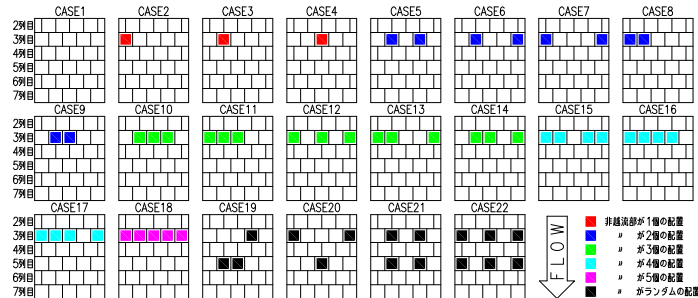 CASE1 CASE2 CASE3 CASE4 CASE5 CASE6 CASE7 CASE8
2列目
3列目
4列目
5列目
6列目
7列目
CASE9 CASE10 CASE11 CASE12 CASE13 CASE14 CASE15 CASE16
2列目
3列目
4列目
5列目
6列目
7列目
CASE17 CASE18 CASE19 CASE20 CASE21 CASE22
2列目
3列目
4列目
5列目
6列目
7列目
FLOW
非越流部が1個の配置
〃 が2個の配置
〃 が3個の配置
〃 が4個の配置
〃 が5個の配置
〃 がランダムの配置